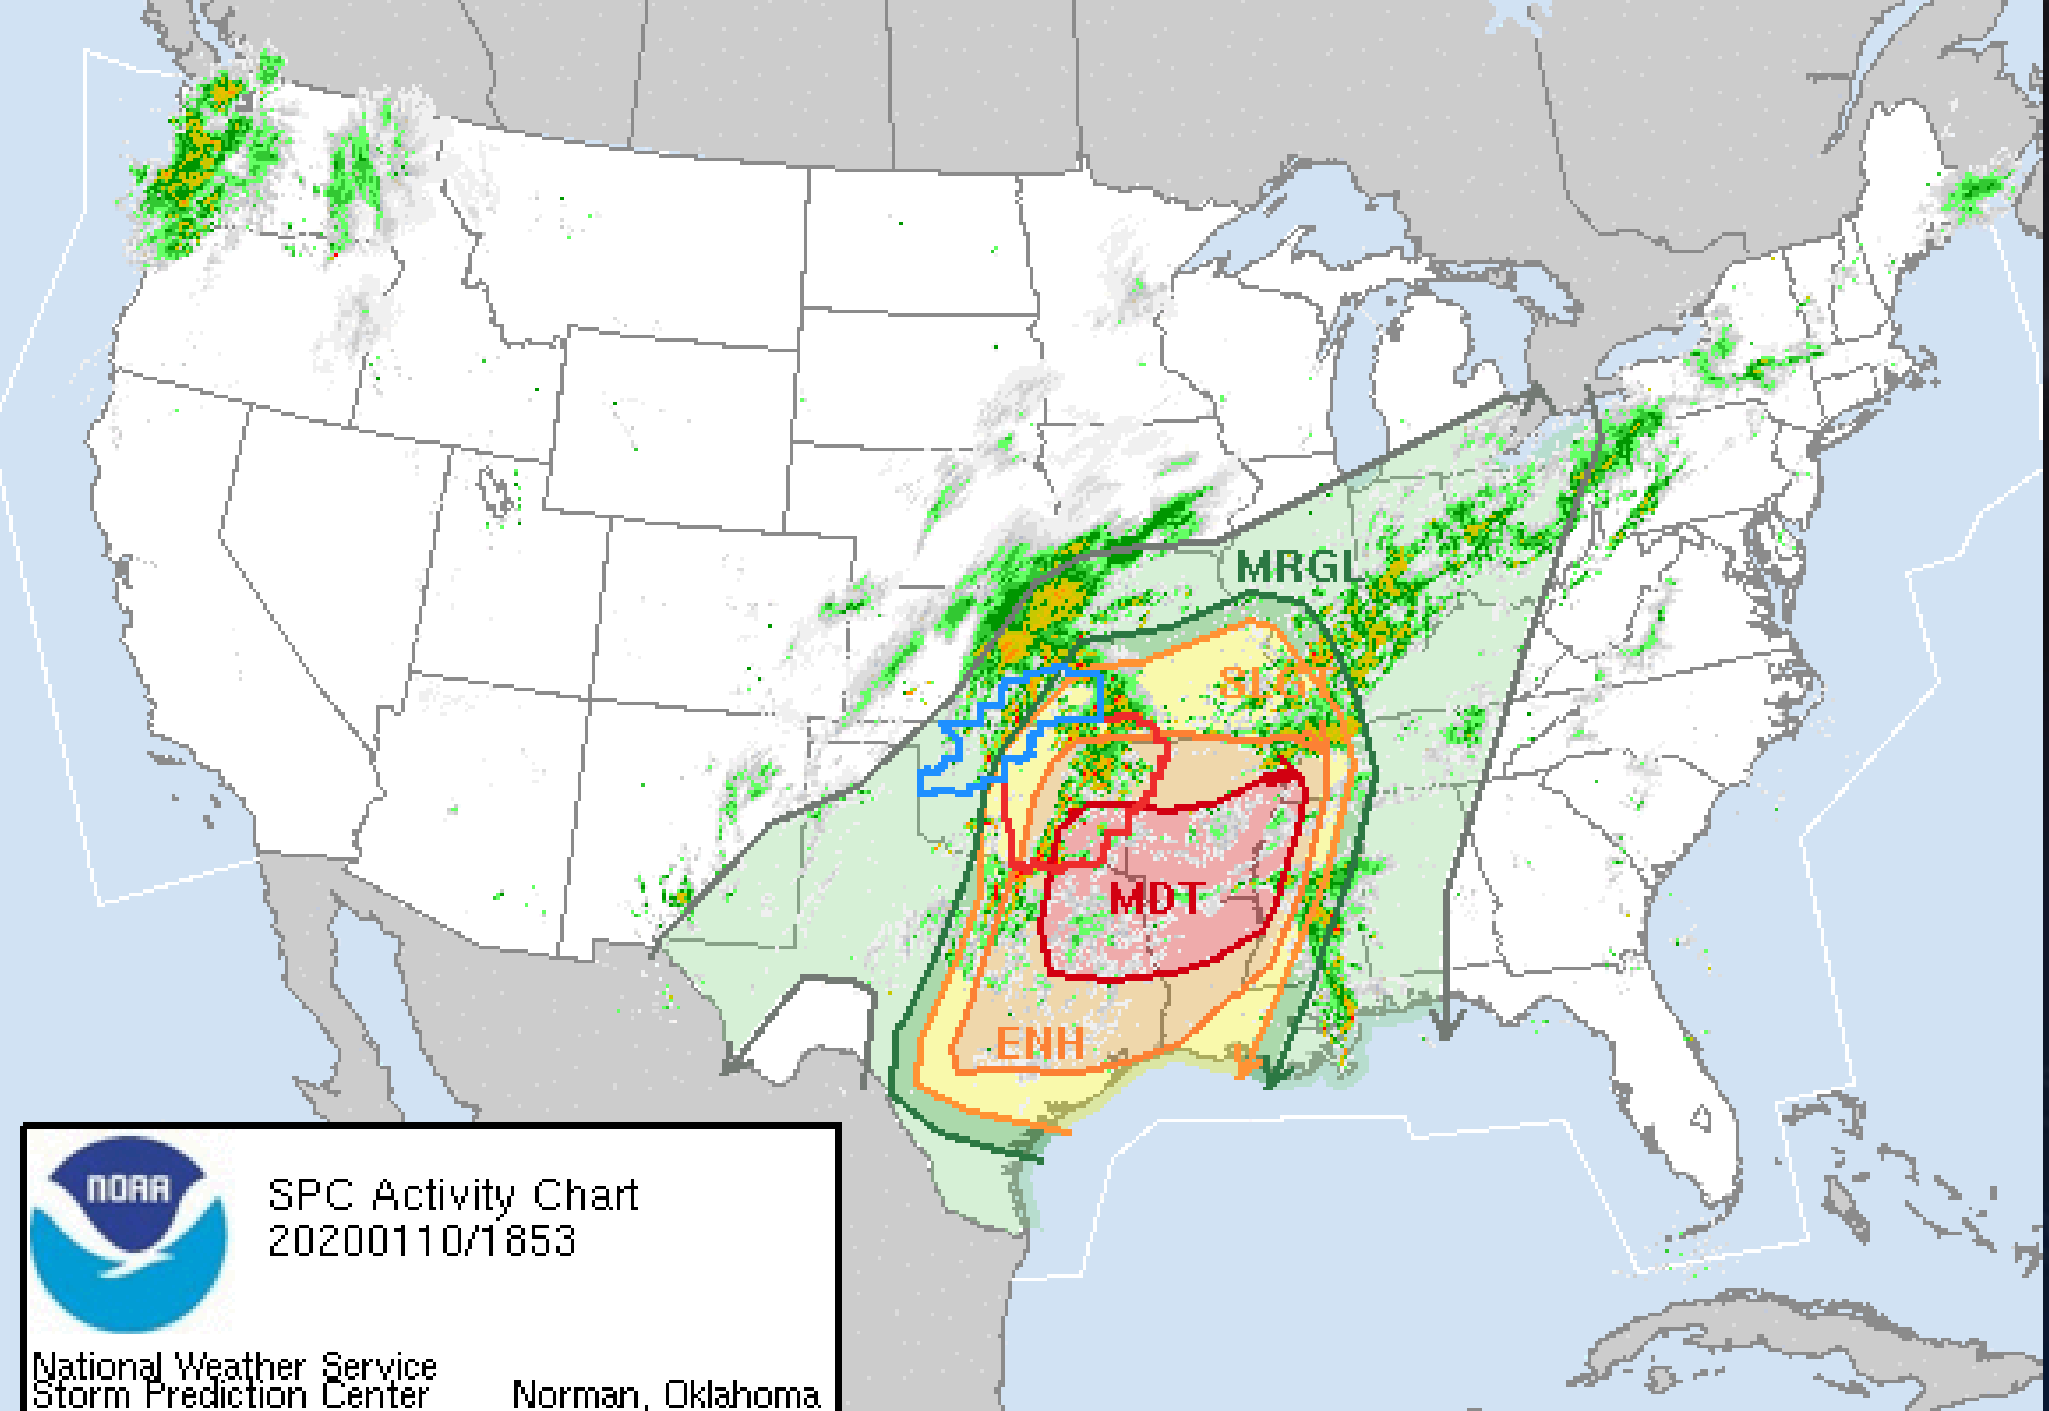 MRGL
SLGT
MDT
ENH
NOAA
SPC Activity Chart
20200110/1853
National Weather Service
Storm Prediction Center Norman, Oklahoma